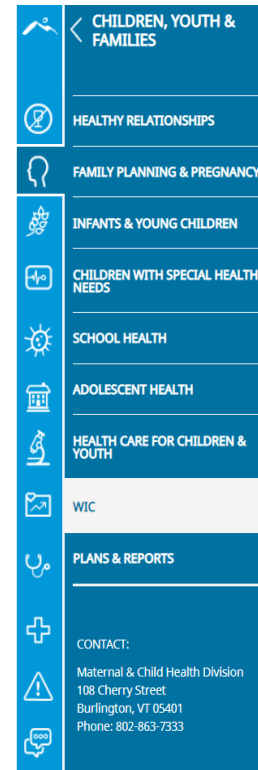 CHILDREN, YOUTH &
FAMILIES
HEALTHY RELATIONSHIPS
FAMILY PLANNING & PREGNANCY
INFANTS & YOUNG CHILDREN
CHILDREN WITH SPECIAL HEALTH
NEEDS
SCHOOL HEALTH
ADOLESCENT HEALTH
HEALTH CARE FOR CHILDREN &
YOUTH
WIC
PLANS & REPORTS
CONTACT:
Maternal & Child Health Division
108 Cherry Street
Burlington, VT 05401
Phone: 802-863-7333